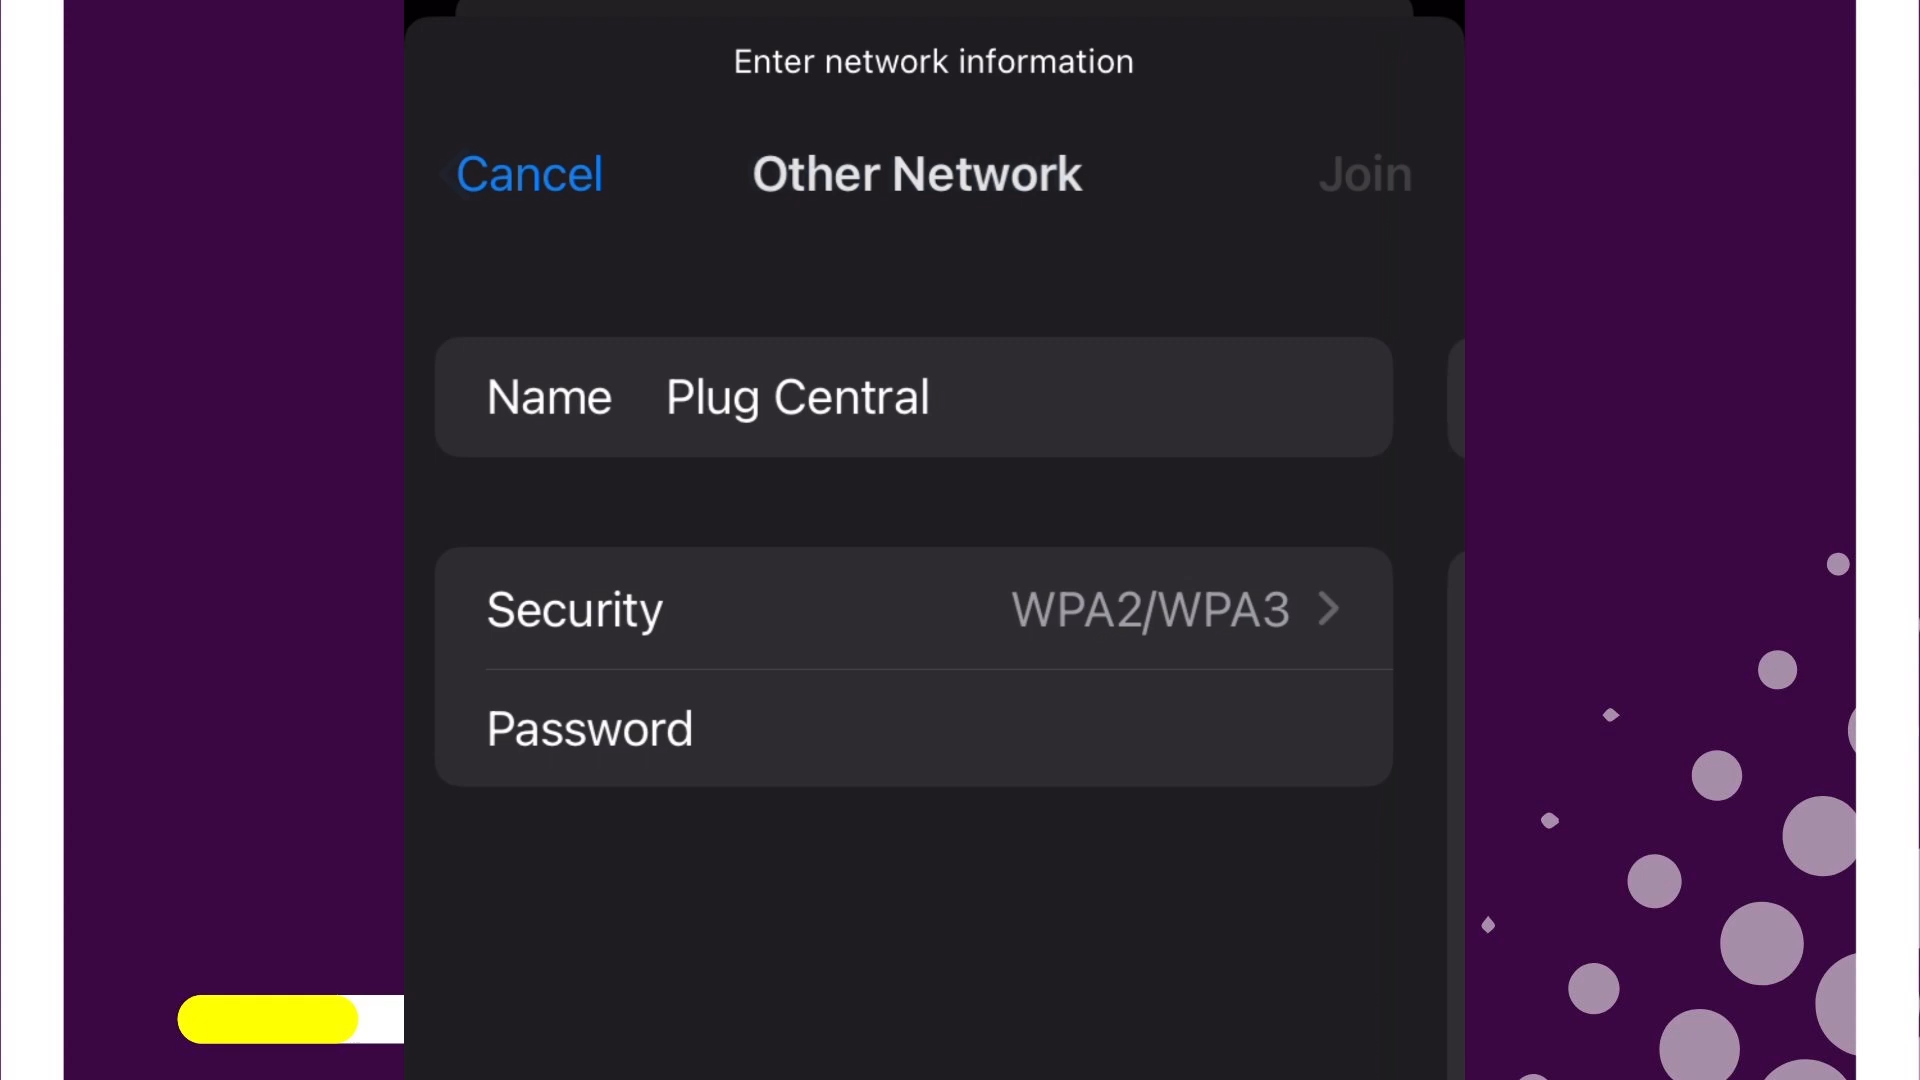 Enter network information
Cancel Other Network Join
Name Plug Central
Security WPA2/WPA3
Password